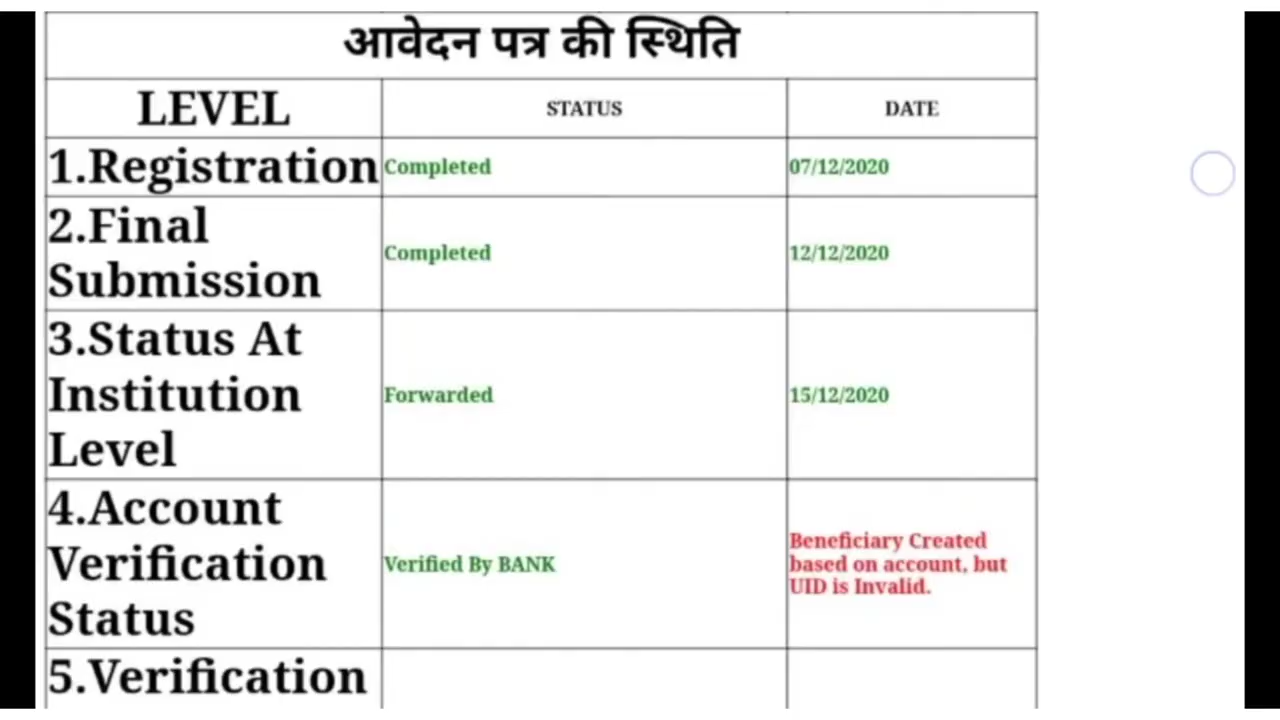 आवेदन पत्र की स्थिति
LEVEL STATUS DATE
1.Registration Completed 07/12/2020
2.Final
Submission
Completed 12/12/2020
3.Status At
Institution
Level
Forwarded 15/12/2020
4.Account
Verification
Status
Verified By BANK
Beneficiary Created
based on account, but
UID is Invalid.
5.Verification